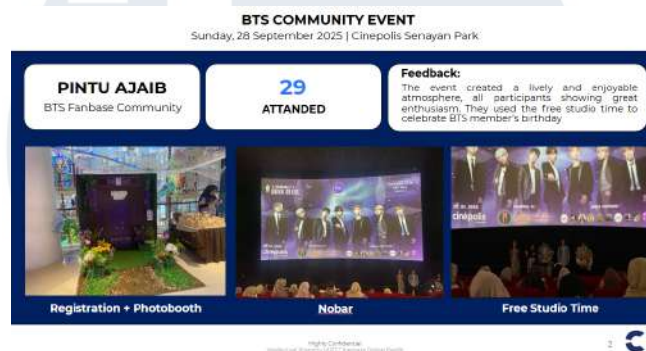 BTS COMMUNITY EVENT
Sunday, 28 September 2025 | Cinepolis Senayan Park
PINTU AJAIB
BTS Fanbase Community
29
ATTANDED
Feedback:
The event created a lively and enjoyable
atmosphere, all participants showing great
enthusiasm. They used the free studio time to
celebrate BTS member's birthday
cinépolis
Registration + Photobooth
Nobar
Free Studio Time
Highly Confidential
2